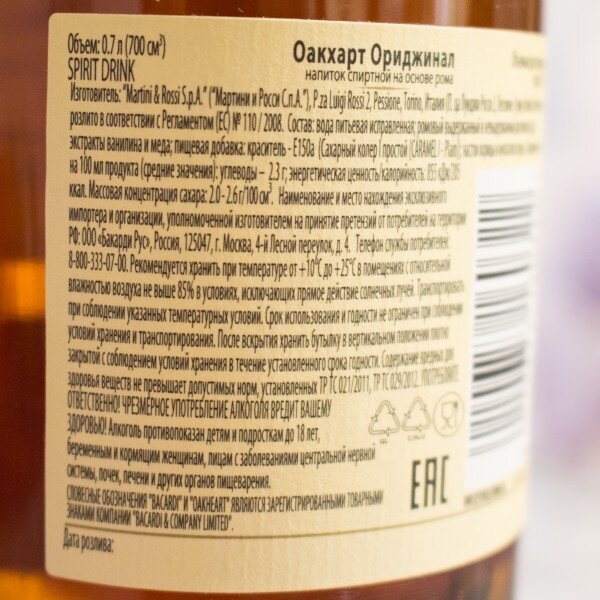 Объем: 0.7 л (700 см³)
SPIRIT DRINK
Оакхарт Ориджинал
напиток спиртной на основе рома
Изготовитель: "Martini & Rossi S.p.A." ("Мартини и Росси С.п.А."), P.za Luigi Rossi 2, Pessione, Torino, Италия
розлито в соответствии с Регламентом (ЕС) № 110 / 2008. Состав: вода питьевая исправленная; ромовый выдержанный и невыдержанный
экстракты ванилина и меда; пищевая добавка: краситель - E150a (Сахарный колер I простой (CARAMEL I - Plain)
на 100 мл продукта (средние значения): углеводы – 2.3 г; энергетическая ценность/калорийность: 855 кДж/205
ккал. Массовая концентрация сахара: 2.0 - 2.6 г/100 см³. Наименование и место нахождения эксклюзивного
импортера и организации, уполномоченной изготовителем на принятие претензий от потребителей на территории
РФ: ООО «Бакарди Рус», Россия, 125047, г. Москва, 4-й Лесной переулок, д. 4. Телефон службы потребителей:
8-800-333-07-00. Рекомендуется хранить при температуре от +10°C до +25°C в помещениях с относительной
влажностью воздуха не выше 85% в условиях, исключающих прямое действие солнечных лучей. Транспортировать
при соблюдении указанных температурных условий. Срок использования и годности не ограничен при соблюдении
условий хранения и транспортирования. После вскрытия хранить бутылку в вертикальном положении плотно
закрытой с соблюдением условий хранения в течение установленного срока годности. Содержание вредных для
здоровья веществ не превышает допустимых норм, установленных ТР ТС 021/2011, ТР ТС 029/2012. УПОТРЕБЛЯЙТЕ
ОТВЕТСТВЕННО! ЧРЕЗМЕРНОЕ УПОТРЕБЛЕНИЕ АЛКОГОЛЯ ВРЕДИТ ВАШЕМУ
ЗДОРОВЬЮ! Алкоголь противопоказан детям и подросткам до 18 лет,
беременным и кормящим женщинам, лицам с заболеваниями центральной нервной
системы, почек, печени и других органов пищеварения.
СЛОВЕСНЫЕ ОБОЗНАЧЕНИЯ "BACARDI" И "OAKHEART" ЯВЛЯЮТСЯ ЗАРЕГИСТРИРОВАННЫМИ ТОВАРНЫМИ
ЗНАКАМИ КОМПАНИИ "BACARDI & COMPANY LIMITED".
Дата розлива:
GL
C/ALU
EAC